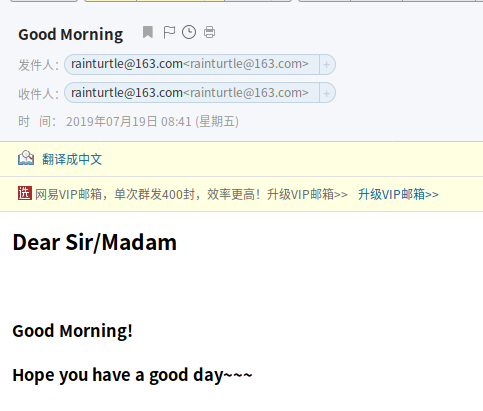 Good Morning
发件人： rainturtle@163.com<rainturtle@163.com> +
收件人： rainturtle@163.com<rainturtle@163.com> +
时 间： 2019年07月19日 08:41 (星期五)
翻译成中文
网易VIP邮箱，单次群发400封，效率更高！升级VIP邮箱>> 升级VIP邮箱>>
Dear Sir/Madam
Good Morning!
Hope you have a good day~~~